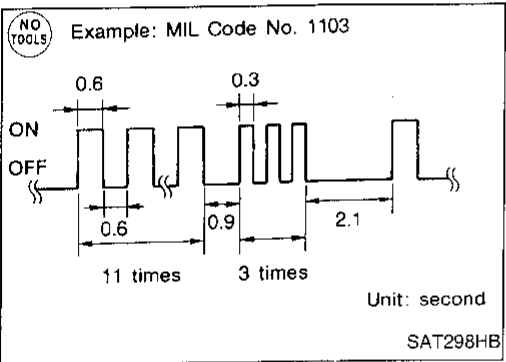 NO TOOLS
Example: MIL Code No. 1103
0.6
0.3
ON
OFF
0.6
0.9
2.1
11 times
3 times
Unit: second
SAT298HB